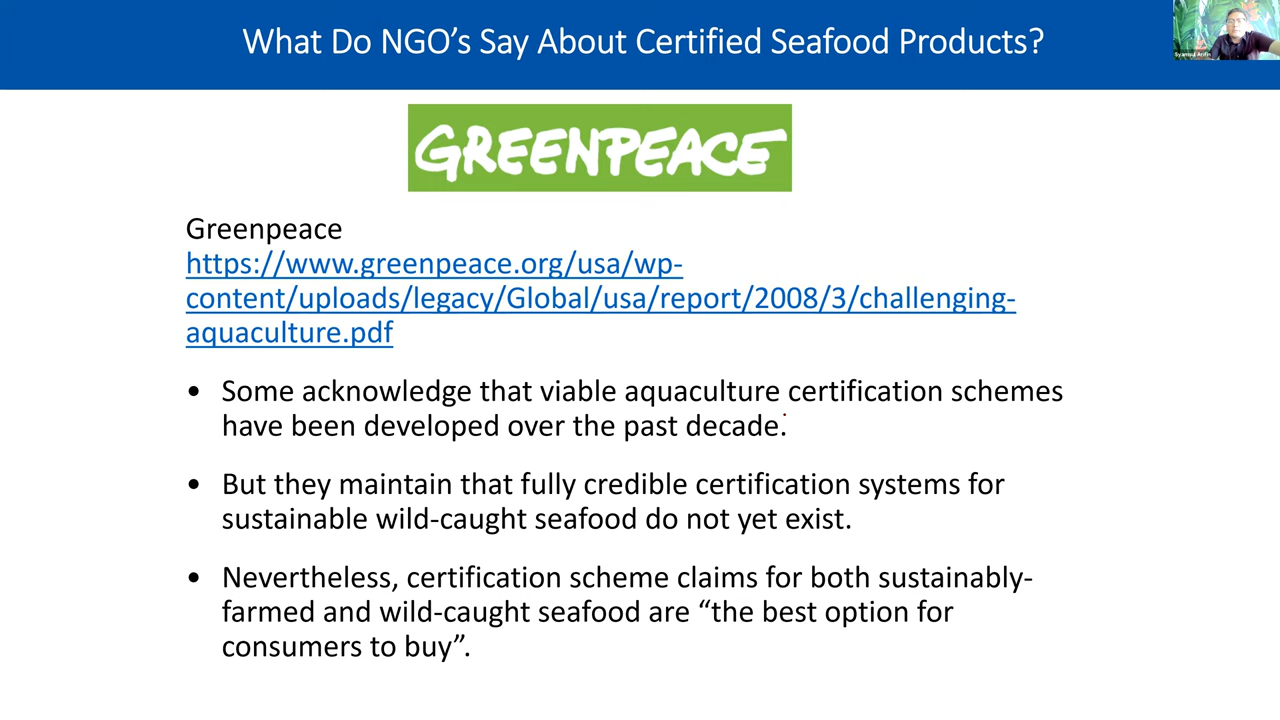 What Do NGO's Say About Certified Seafood Products?
Syamsul Arifin
GREENPEACE
Greenpeace
https://www.greenpeace.org/usa/wp-
content/uploads/legacy/Global/usa/report/2008/3/challenging-
aquaculture.pdf
• Some acknowledge that viable aquaculture certification schemes
have been developed over the past decade.
• But they maintain that fully credible certification systems for
sustainable wild-caught seafood do not yet exist.
• Nevertheless, certification scheme claims for both sustainably-
farmed and wild-caught seafood are “the best option for
consumers to buy”.